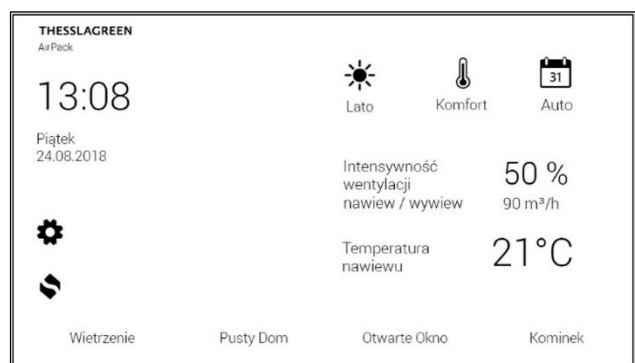 THESSLAGREEN
AirPack
13:08
Piątek
24.08.2018
31
Lato
Komfort
Auto
Intensywność
wentylacji
nawiew / wywiew
50 %
90 m³/h
Temperatura
nawiewu
21°C
Wietrzenie
Pusty Dom
Otwarte Okno
Kominek